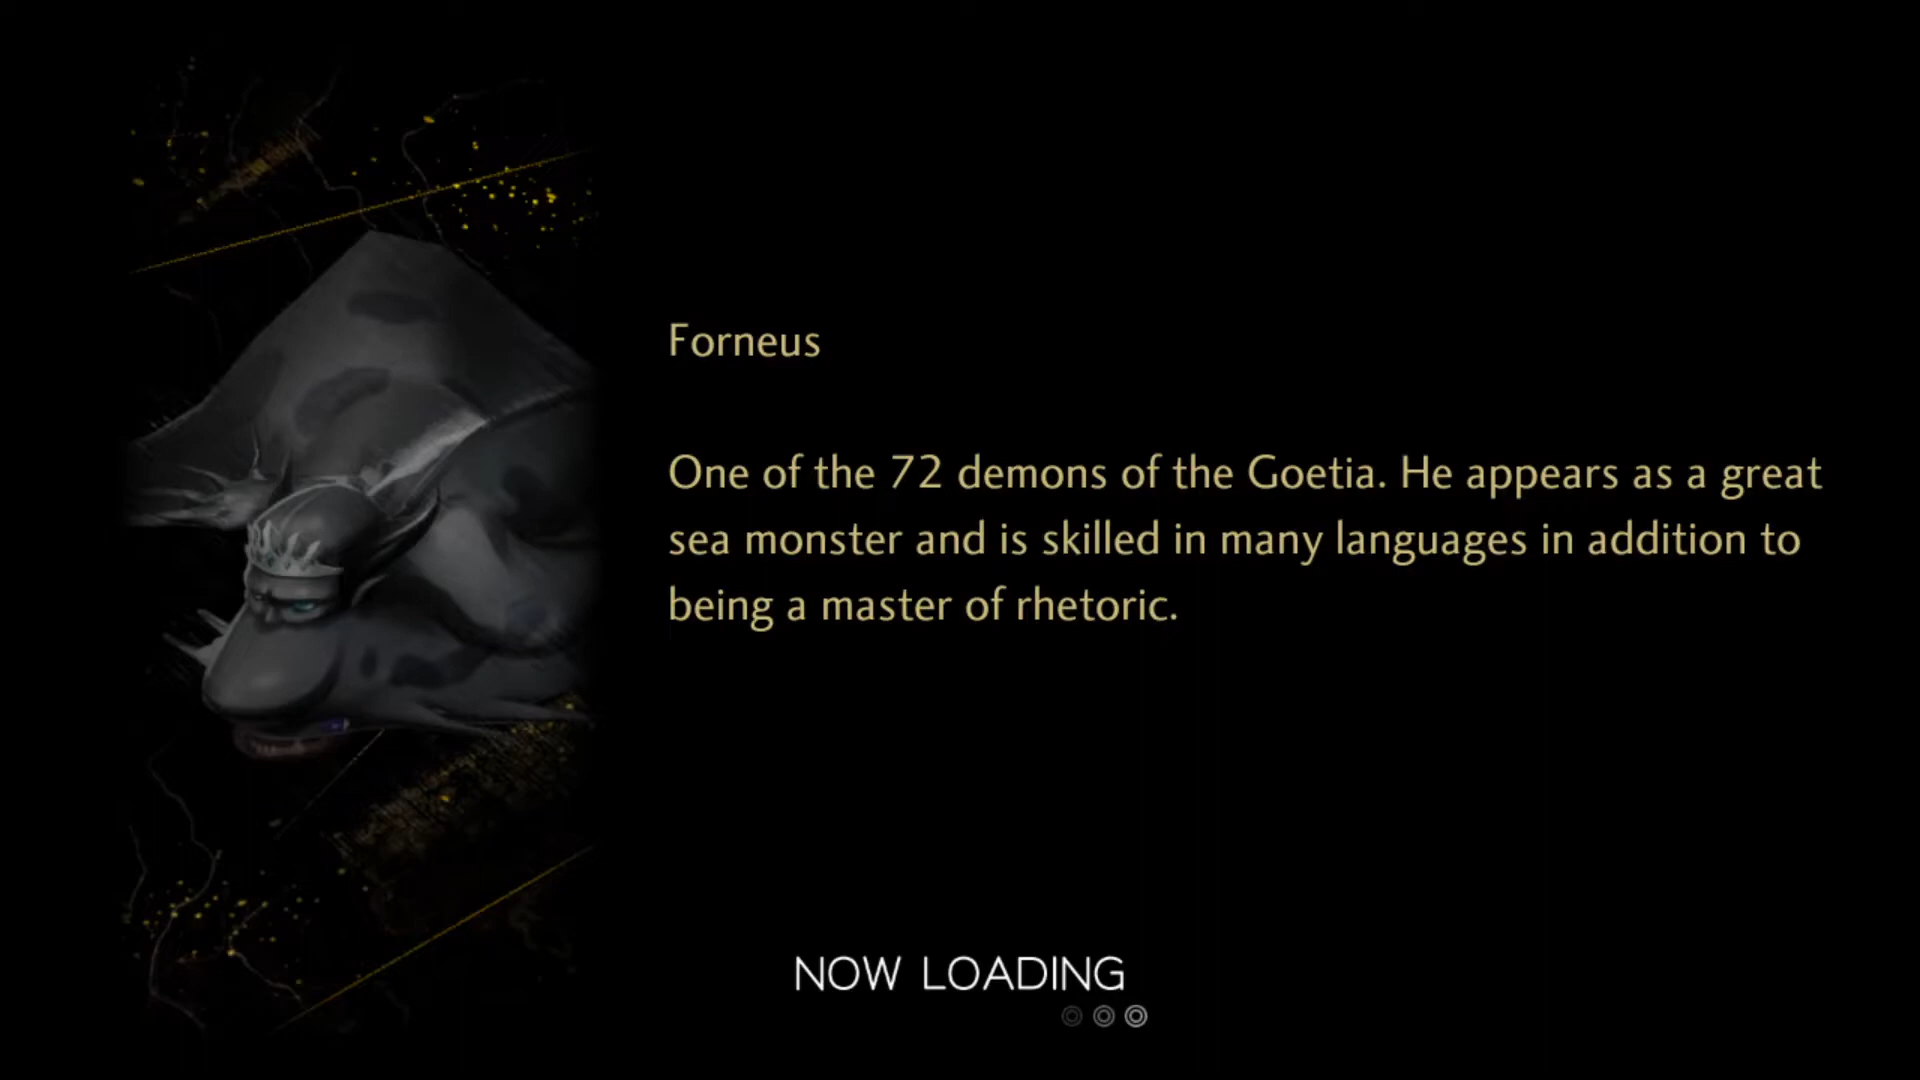 Forneus
One of the 72 demons of the Goetia. He appears as a great
sea monster and is skilled in many languages in addition to
being a master of rhetoric.
NOW LOADING